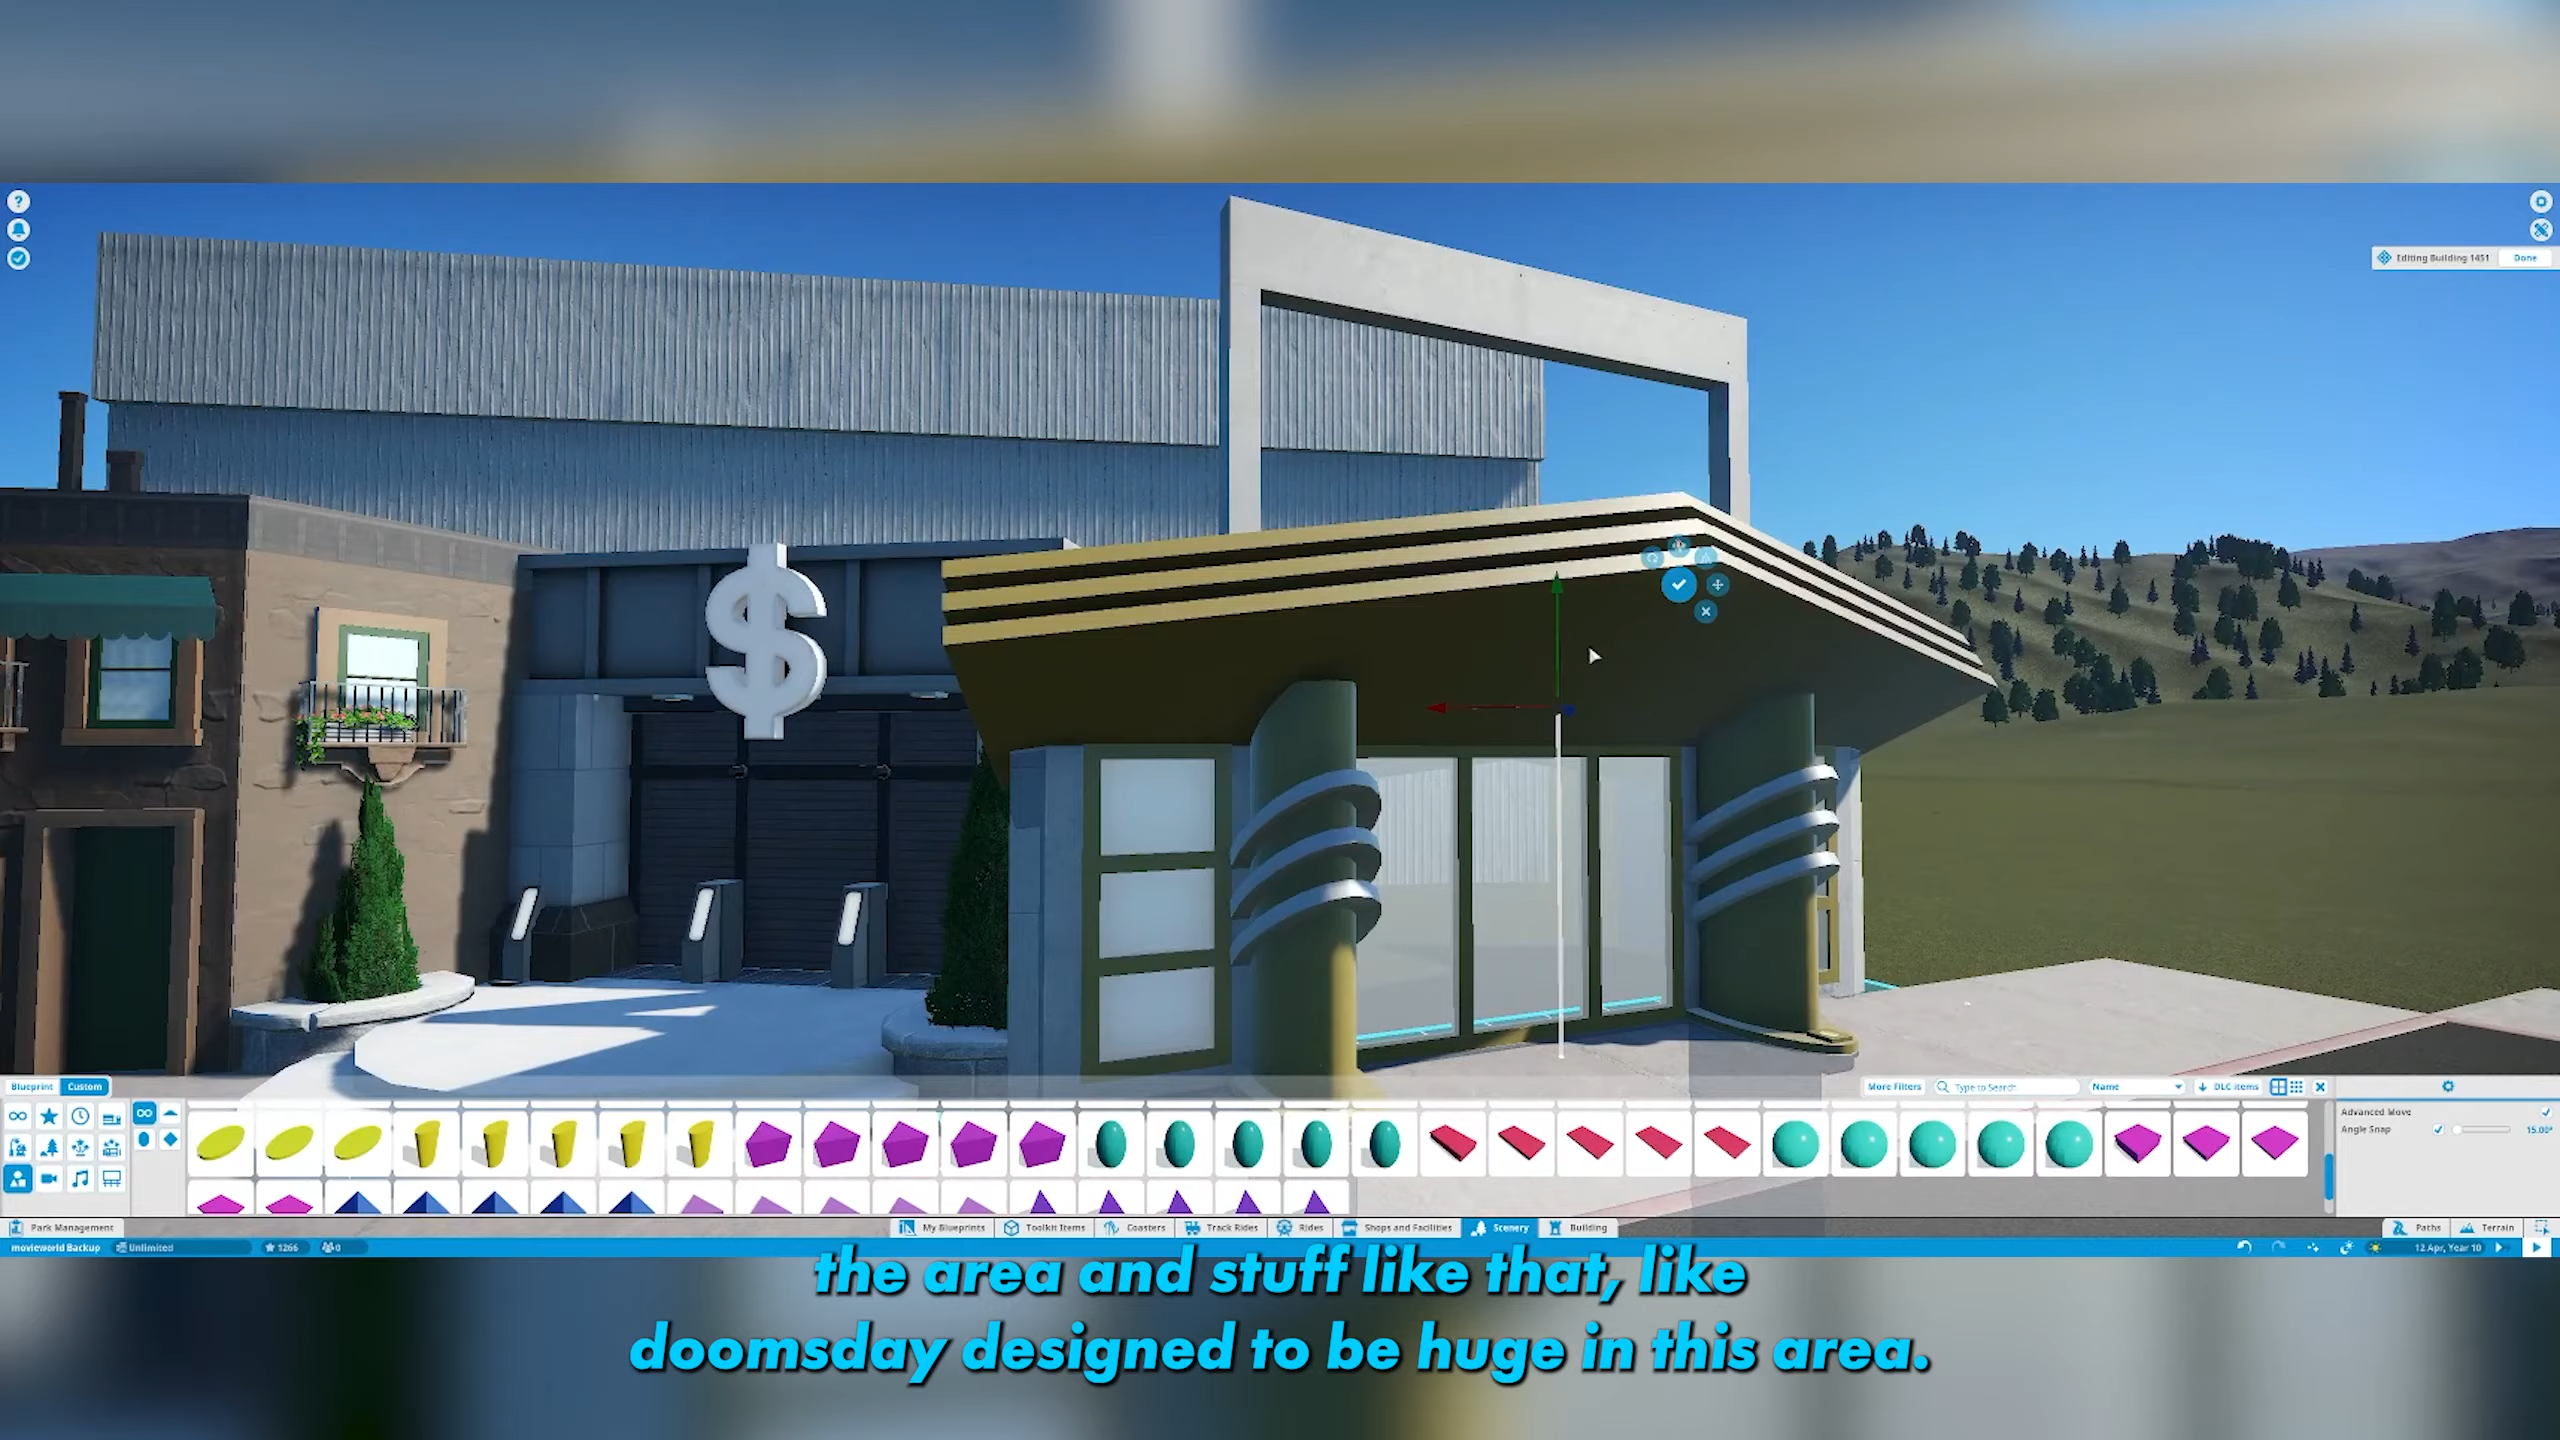 Editing Building 1451
Done
$
Blueprint
Custom
More Filters
Type to Search
Name
DLC Items
Advanced Move
Angle Snap
15.00°
Park Management
My Blueprints
Toolkit Items
Coasters
Track Rides
Rides
Shops and Facilities
Scenery
Building
Paths
Terrain
movieworld Backup
Unlimited
1266
0
12 Apr, Year 10
the area and stuff like that, like
doomsday designed to be huge in this area.